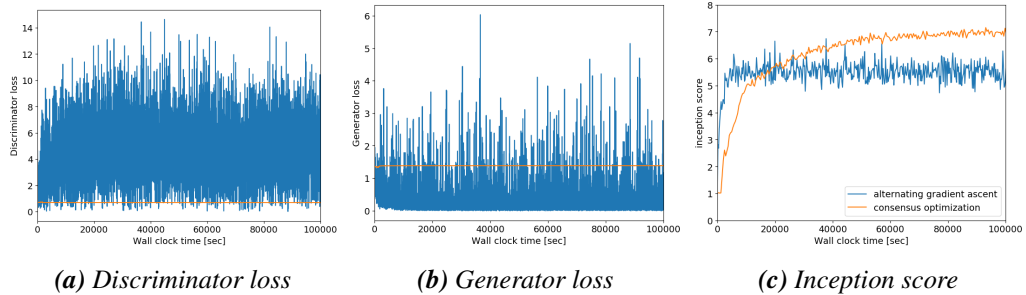 Discriminator loss
14
12
10
8
6
4
2
0
0 20000 40000 60000 80000 100000
Wall clock time [sec]
(a) Discriminator loss
Generator loss
6
5
4
3
2
1
0
0 20000 40000 60000 80000 100000
Wall clock time [sec]
(b) Generator loss
inception score
8
7
6
5
4
3
2
1
0
alternating gradient ascent
consensus optimization
0 20000 40000 60000 80000 100000
Wall clock time [sec]
(c) Inception score